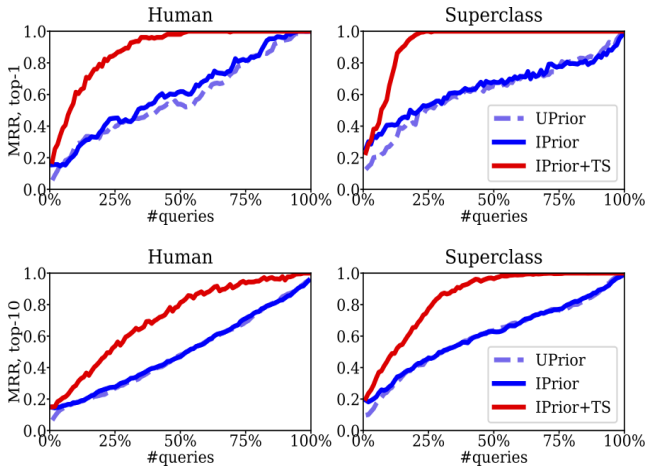 Human
Superclass
MRR, top-1
1.0
0.8
0.6
0.4
0.2
0.0
0 25% 50% 75% 100%
#queries
1.0
0.8
0.6
0.4
0.2
0.0
0 25% 50% 75% 100%
#queries
UPrior
IPrior
IPrior+TS
Human
Superclass
MRR, top-10
1.0
0.8
0.6
0.4
0.2
0.0
0 25% 50% 75% 100%
#queries
1.0
0.8
0.6
0.4
0.2
0.0
0 25% 50% 75% 100%
#queries
UPrior
IPrior
IPrior+TS